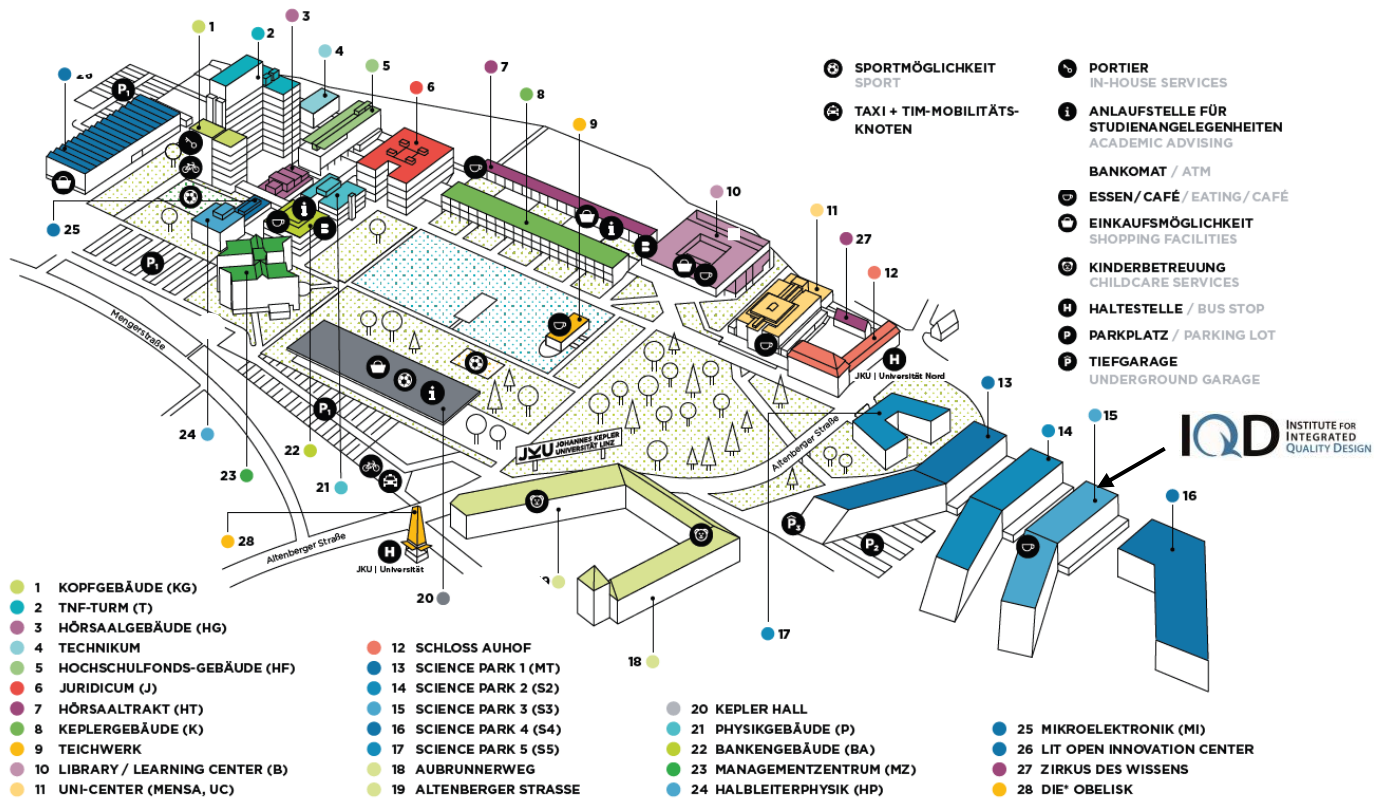 1
2
3
4
5
6
7
8
9
10
11
27
12
25
24
23
22
21
28
20
17
18
13
14
15
16
SPORTMÖGLICHKEIT
SPORT
TAXI + TIM-MOBILITÄTS-
KNOTEN
PORTIER
IN-HOUSE SERVICES
ANLAUFSTELLE FÜR
STUDIENANGELEGENHEITEN
ACADEMIC ADVISING
BANKOMAT / ATM
ESSEN/CAFÉ/EATING/CAFÉ
EINKAUFSMÖGLICHKEIT
SHOPPING FACILITIES
KINDERBETREUUNG
CHILDCARE SERVICES
H HALTESTELLE / BUS STOP
P PARKPLATZ / PARKING LOT
P TIEFGARAGE
UNDERGROUND GARAGE
P1
P1
P1
P2
P3
i
B
i
B
i
H
JKU | Universität Nord
H
JKU | Universität
Mengerstraße
Altenberger Straße
Altenberger Straße
JKU JOHANNES KEPLER
UNIVERSITÄT LINZ
IQD INSTITUTE FOR
INTEGRATED
QUALITY DESIGN
1 KOPFGEBÄUDE (KG)
2 TNF-TURM (T)
3 HÖRSAALGEBÄUDE (HG)
4 TECHNIKUM
5 HOCHSCHULFONDS-GEBÄUDE (HF)
6 JURIDICUM (J)
7 HÖRSAALTRAKT (HT)
8 KEPLERGEBÄUDE (K)
9 TEICHWERK
10 LIBRARY / LEARNING CENTER (B)
11 UNI-CENTER (MENSA, UC)
12 SCHLOSS AUHOF
13 SCIENCE PARK 1 (MT)
14 SCIENCE PARK 2 (S2)
15 SCIENCE PARK 3 (S3)
16 SCIENCE PARK 4 (S4)
17 SCIENCE PARK 5 (S5)
18 AUBRUNNERWEG
19 ALTENBERGER STRASSE
20 KEPLER HALL
21 PHYSIKGEBÄUDE (P)
22 BANKENGEBÄUDE (BA)
23 MANAGEMENTZENTRUM (MZ)
24 HALBLEITERPHYSIK (HP)
25 MIKROELEKTRONIK (MI)
26 LIT OPEN INNOVATION CENTER
27 ZIRKUS DES WISSENS
28 DIE* OBELISK